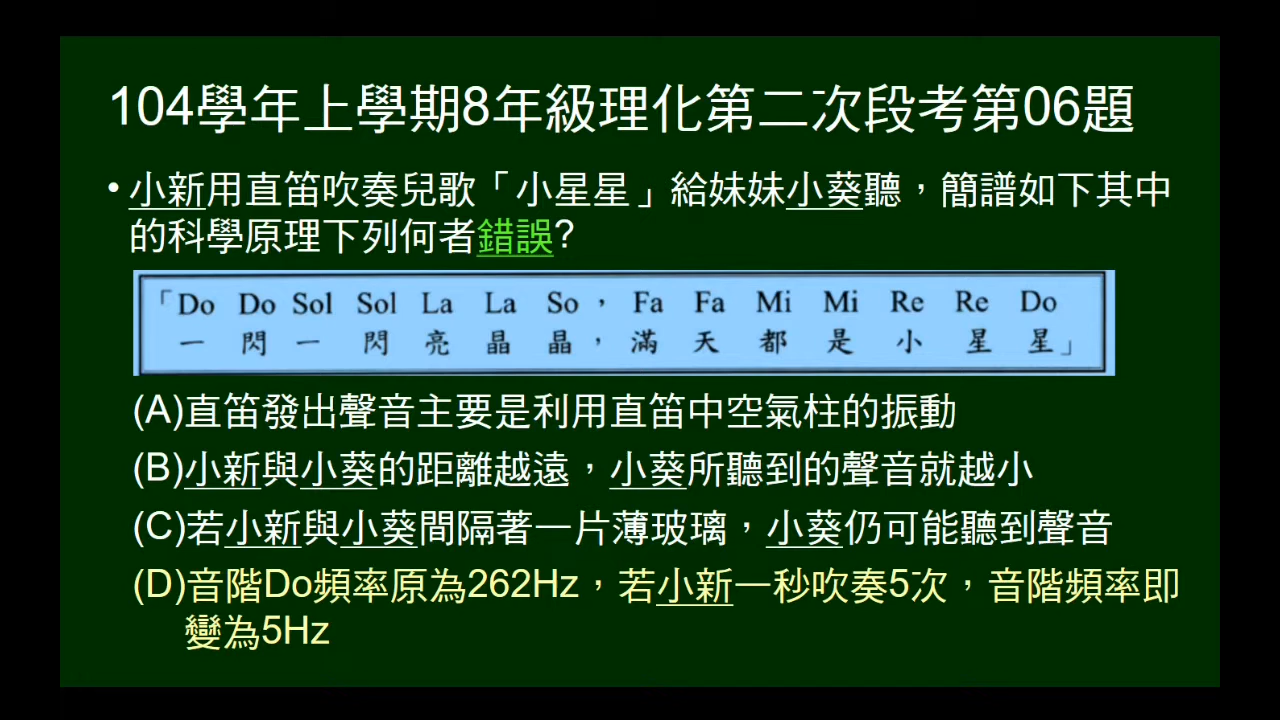 104學年上學期8年級理化第二次段考第06題
•小新用直笛吹奏兒歌「小星星」給妹妹小葵聽，簡譜如下其中
的科學原理下列何者錯誤?
「Do Do Sol Sol La La So，Fa Fa Mi Mi Re Re Do
一 閃 一 閃 亮 晶 晶，滿 天 都 是 小 星 星」
(A)直笛發出聲音主要是利用直笛中空氣柱的振動
(B)小新與小葵的距離越遠，小葵所聽到的聲音就越小
(C)若小新與小葵間隔著一片薄玻璃，小葵仍可能聽到聲音
(D)音階Do頻率原為262Hz，若小新一秒吹奏5次，音階頻率即
變為5Hz